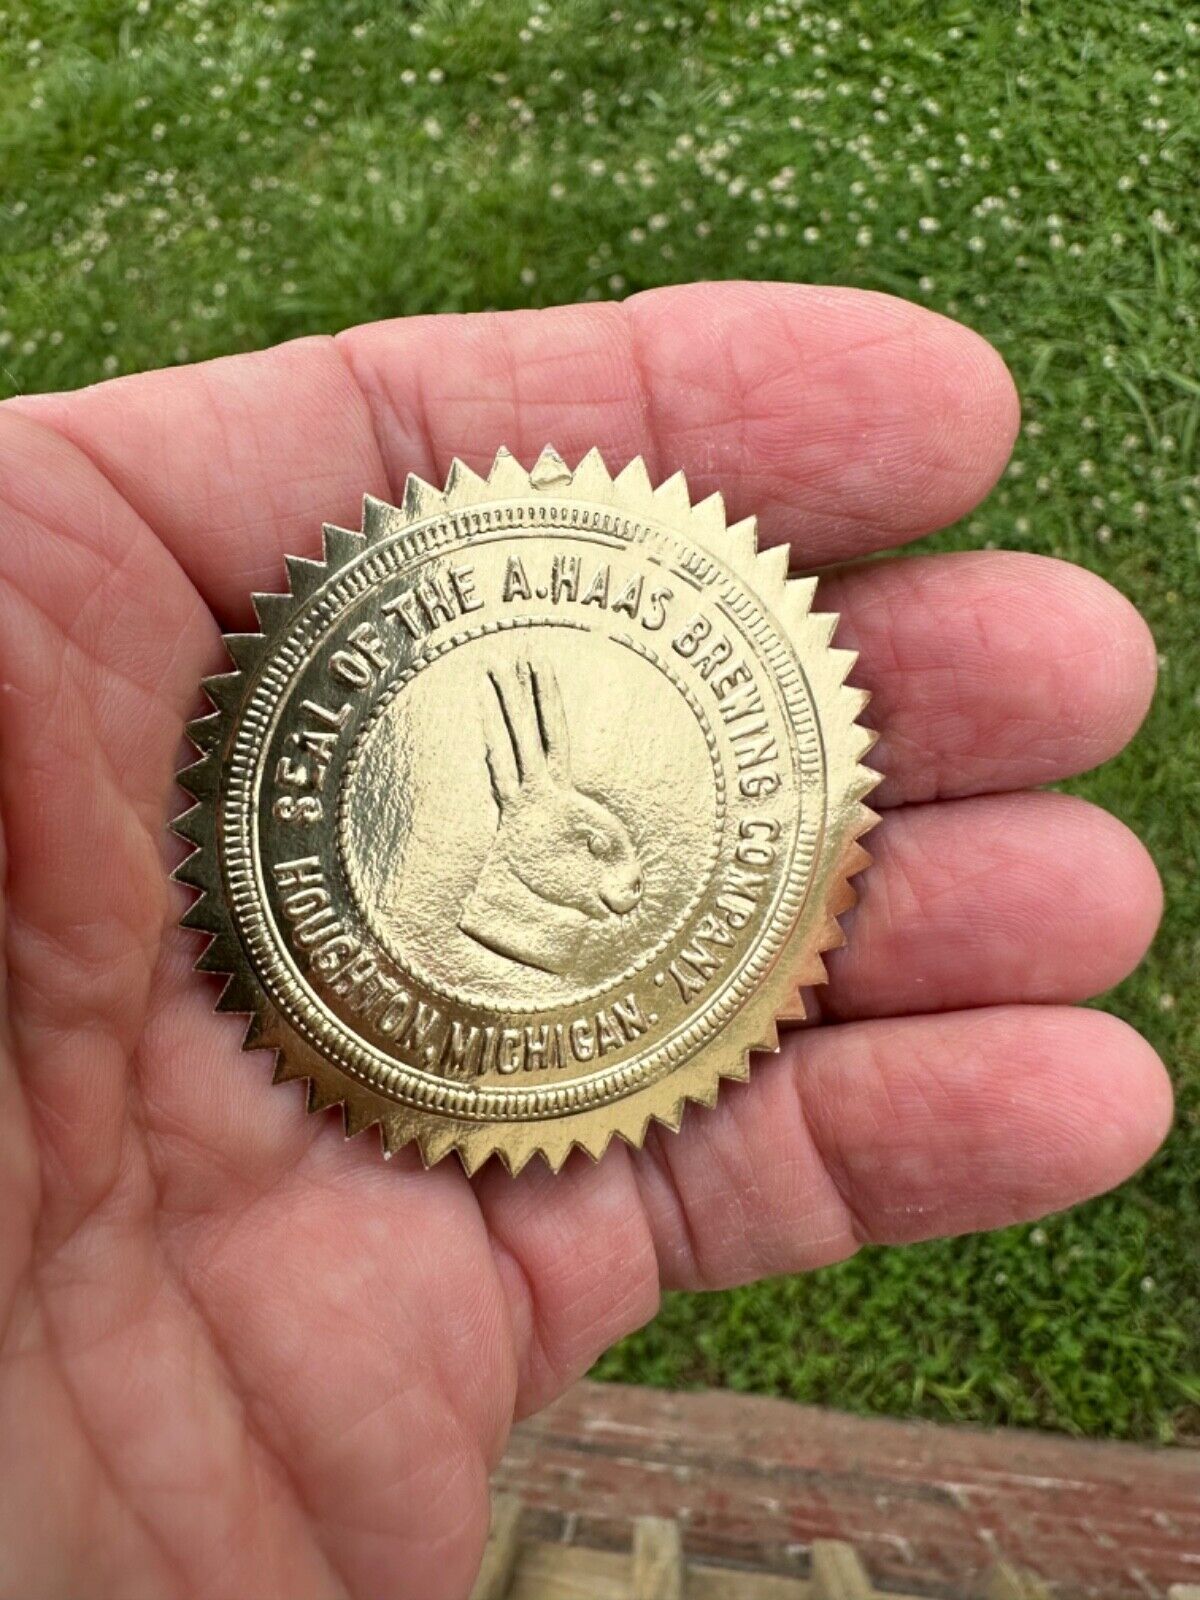 SEAL OF THE A. HAAS BREWING COMPANY.
HOUGHTON, MICHIGAN.